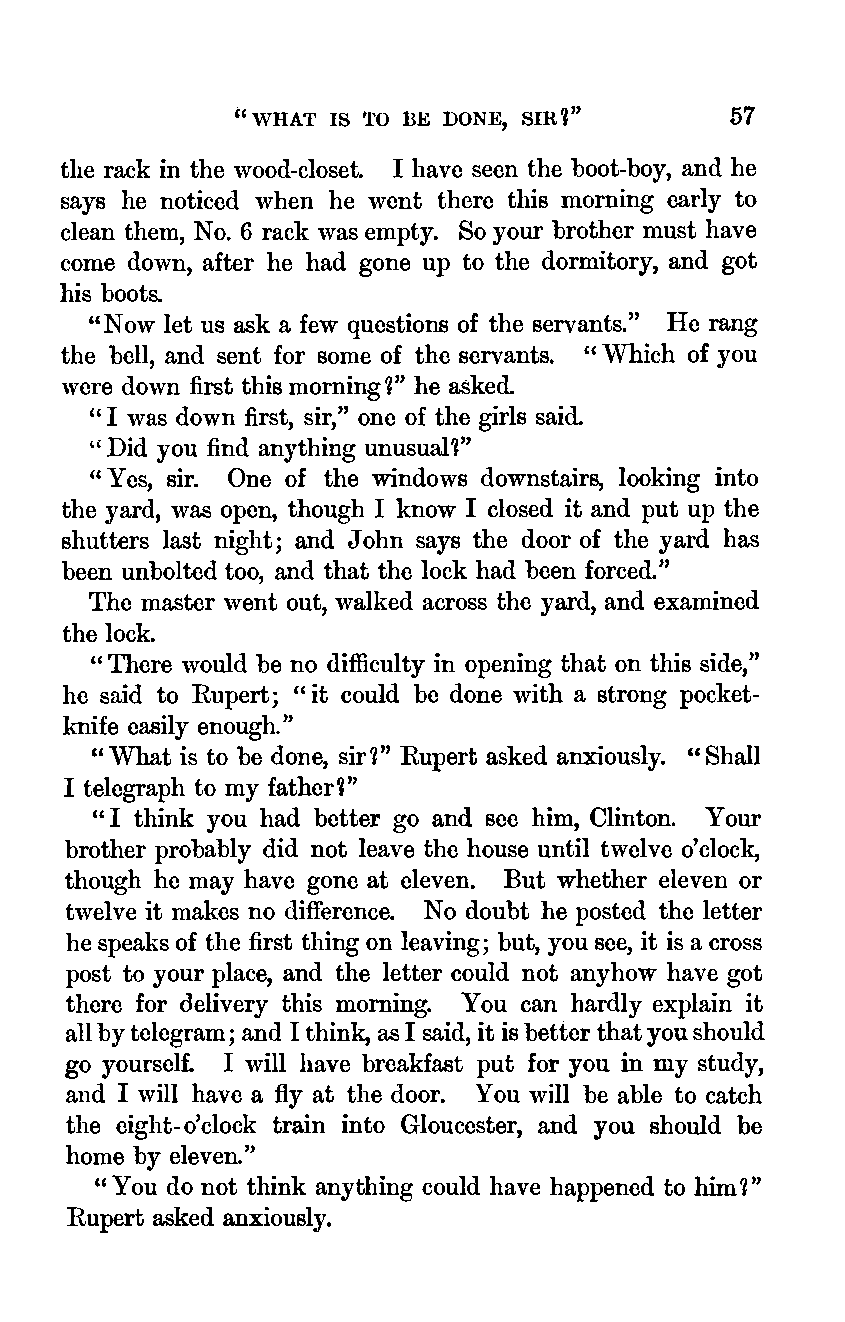 “WHAT IS TO BE DONE, SIR?” 57
the rack in the wood-closet. I have seen the boot-boy, and he
says he noticed when he went there this morning early to
clean them, No. 6 rack was empty. So your brother must have
come down, after he had gone up to the dormitory, and got
his boots.
“Now let us ask a few questions of the servants.” He rang
the bell, and sent for some of the servants. “Which of you
were down first this morning?” he asked.
“I was down first, sir,” one of the girls said.
“Did you find anything unusual?”
“Yes, sir. One of the windows downstairs, looking into
the yard, was open, though I know I closed it and put up the
shutters last night; and John says the door of the yard has
been unbolted too, and that the lock had been forced.”
The master went out, walked across the yard, and examined
the lock.
“There would be no difficulty in opening that on this side,”
he said to Rupert; “it could be done with a strong pocket-
knife easily enough.”
“What is to be done, sir?” Rupert asked anxiously. “Shall
I telegraph to my father?”
“I think you had better go and see him, Clinton. Your
brother probably did not leave the house until twelve o’clock,
though he may have gone at eleven. But whether eleven or
twelve it makes no difference. No doubt he posted the letter
he speaks of the first thing on leaving; but, you see, it is a cross
post to your place, and the letter could not anyhow have got
there for delivery this morning. You can hardly explain it
all by telegram; and I think, as I said, it is better that you should
go yourself. I will have breakfast put for you in my study,
and I will have a fly at the door. You will be able to catch
the eight-o’clock train into Gloucester, and you should be
home by eleven.”
“You do not think anything could have happened to him?”
Rupert asked anxiously.